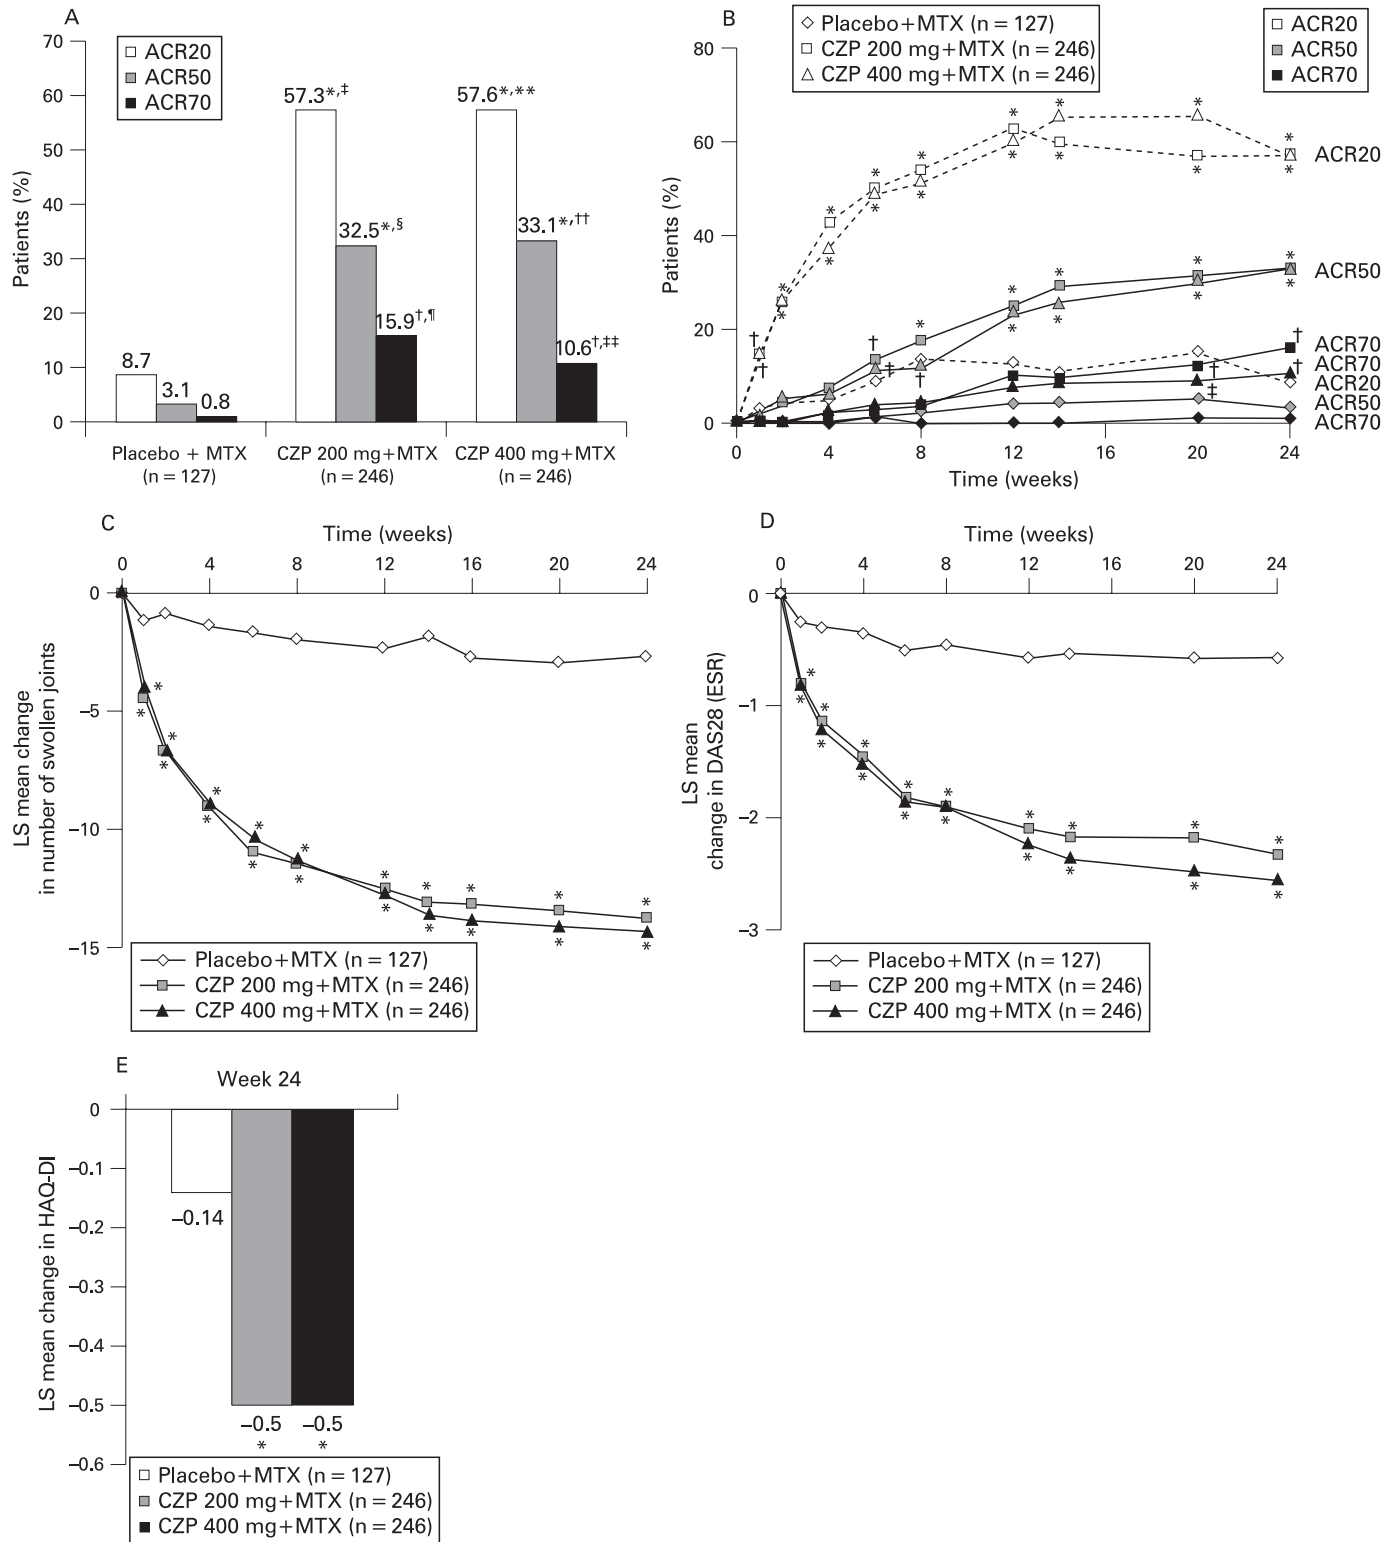 A
70
60
50
40
30
20
10
0
Patients (%)
ACR20
ACR50
ACR70
8.7
3.1
0.8
57.3*,‡
32.5*,§
15.9†,¶
57.6*,**
33.1*,††
10.6†,‡‡
Placebo + MTX
(n = 127)
CZP 200 mg+MTX
(n = 246)
CZP 400 mg+MTX
(n = 246)
B
Placebo+MTX (n = 127)
CZP 200 mg+MTX (n = 246)
CZP 400 mg+MTX (n = 246)
ACR20
ACR50
ACR70
80
60
40
20
0
Patients (%)
ACR20
ACR50
ACR70
ACR70
ACR20
ACR50
ACR70
0 4 8 12 16 20 24
Time (weeks)
C
Time (weeks)
0 4 8 12 16 20 24
0
–5
–10
–15
LS mean change
in number of swollen joints
Placebo+MTX (n = 127)
CZP 200 mg+MTX (n = 246)
CZP 400 mg+MTX (n = 246)
D
Time (weeks)
0 4 8 12 16 20 24
0
–1
–2
–3
LS mean
change in DAS28 (ESR)
Placebo+MTX (n = 127)
CZP 200 mg+MTX (n = 246)
CZP 400 mg+MTX (n = 246)
E
Week 24
0
–0.1
–0.2
–0.3
–0.4
–0.5
–0.6
LS mean change in HAQ-DI
–0.14
–0.5
*
–0.5
*
Placebo+MTX (n = 127)
CZP 200 mg+MTX (n = 246)
CZP 400 mg+MTX (n = 246)